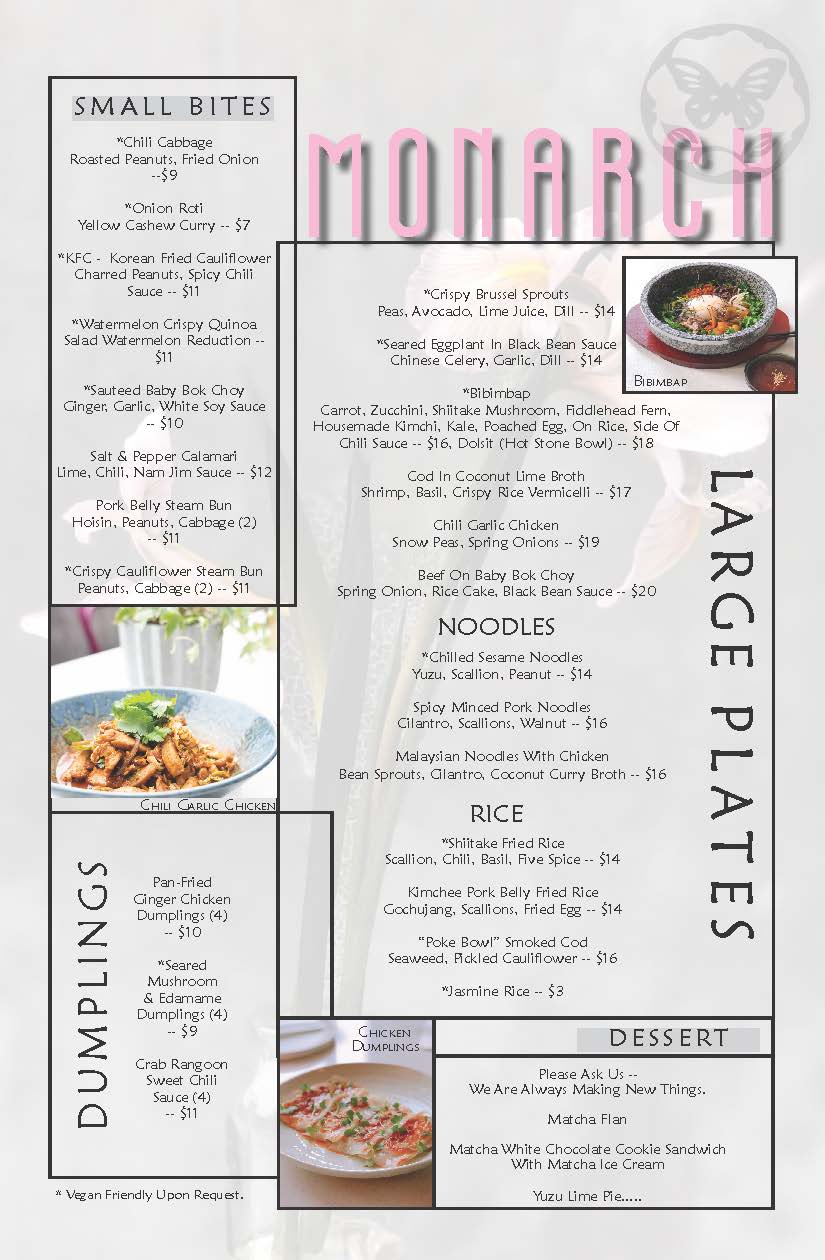 MONARCH
SMALL BITES
*Chili Cabbage
Roasted Peanuts, Fried Onion
--$9
*Onion Roti
Yellow Cashew Curry -- $7
*KFC - Korean Fried Cauliflower
Charred Peanuts, Spicy Chili
Sauce -- $11
*Watermelon Crispy Quinoa
Salad Watermelon Reduction --
$11
*Sauteed Baby Bok Choy
Ginger, Garlic, White Soy Sauce
-- $10
Salt & Pepper Calamari
Lime, Chili, Nam Jim Sauce -- $12
Pork Belly Steam Bun
Hoisin, Peanuts, Cabbage (2)
-- $11
*Crispy Cauliflower Steam Bun
Peanuts, Cabbage (2) -- $11
Chili Garlic Chicken
DUMPLINGS
Pan-Fried
Ginger Chicken
Dumplings (4)
-- $10
*Seared
Mushroom
& Edamame
Dumplings (4)
-- $9
Crab Rangoon
Sweet Chili
Sauce (4)
-- $11
* Vegan Friendly Upon Request.
LARGE PLATES
*Crispy Brussel Sprouts
Peas, Avocado, Lime Juice, Dill -- $14
*Seared Eggplant In Black Bean Sauce
Chinese Celery, Garlic, Dill -- $14
Bibimbap
*Bibimbap
Carrot, Zucchini, Shiitake Mushroom, Fiddlehead Fern,
Housemade Kimchi, Kale, Poached Egg, On Rice, Side Of
Chili Sauce -- $16, Dolsit (Hot Stone Bowl) -- $18
Cod In Coconut Lime Broth
Shrimp, Basil, Crispy Rice Vermicelli -- $17
Chili Garlic Chicken
Snow Peas, Spring Onions -- $19
Beef On Baby Bok Choy
Spring Onion, Rice Cake, Black Bean Sauce -- $20
NOODLES
*Chilled Sesame Noodles
Yuzu, Scallion, Peanut -- $14
Spicy Minced Pork Noodles
Cilantro, Scallions, Walnut -- $16
Malaysian Noodles With Chicken
Bean Sprouts, Cilantro, Coconut Curry Broth -- $16
RICE
*Shiitake Fried Rice
Scallion, Chili, Basil, Five Spice -- $14
Kimchee Pork Belly Fried Rice
Gochujang, Scallions, Fried Egg -- $14
"Poke Bowl" Smoked Cod
Seaweed, Pickled Cauliflower -- $16
*Jasmine Rice -- $3
Chicken
Dumplings
DESSERT
Please Ask Us --
We Are Always Making New Things.
Matcha Flan
Matcha White Chocolate Cookie Sandwich
With Matcha Ice Cream
Yuzu Lime Pie.....